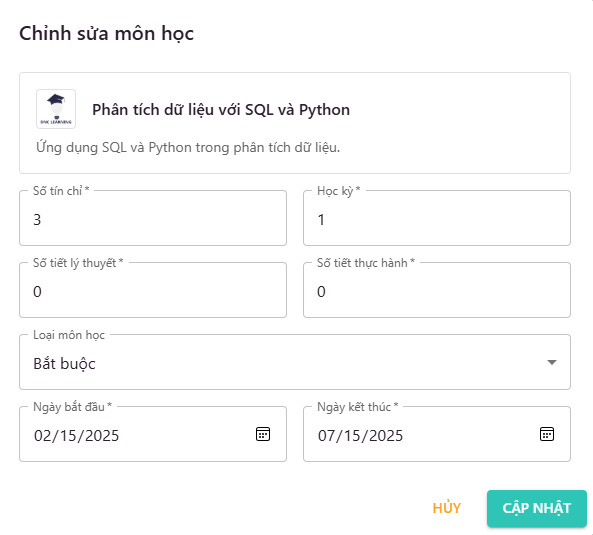 Chỉnh sửa môn học
DNC LEARNING
Phân tích dữ liệu với SQL và Python
Ứng dụng SQL và Python trong phân tích dữ liệu.
Số tín chỉ *
3
Học kỳ *
1
Số tiết lý thuyết *
0
Số tiết thực hành *
0
Loại môn học
Bắt buộc
Ngày bắt đầu *
02/15/2025
Ngày kết thúc *
07/15/2025
HỦY
CẬP NHẬT